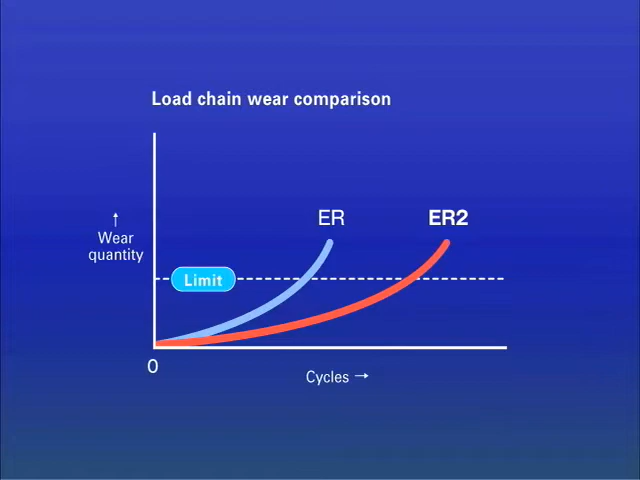 Load chain wear comparison
ER
ER2
↑
Wear
quantity
Limit
0
Cycles →